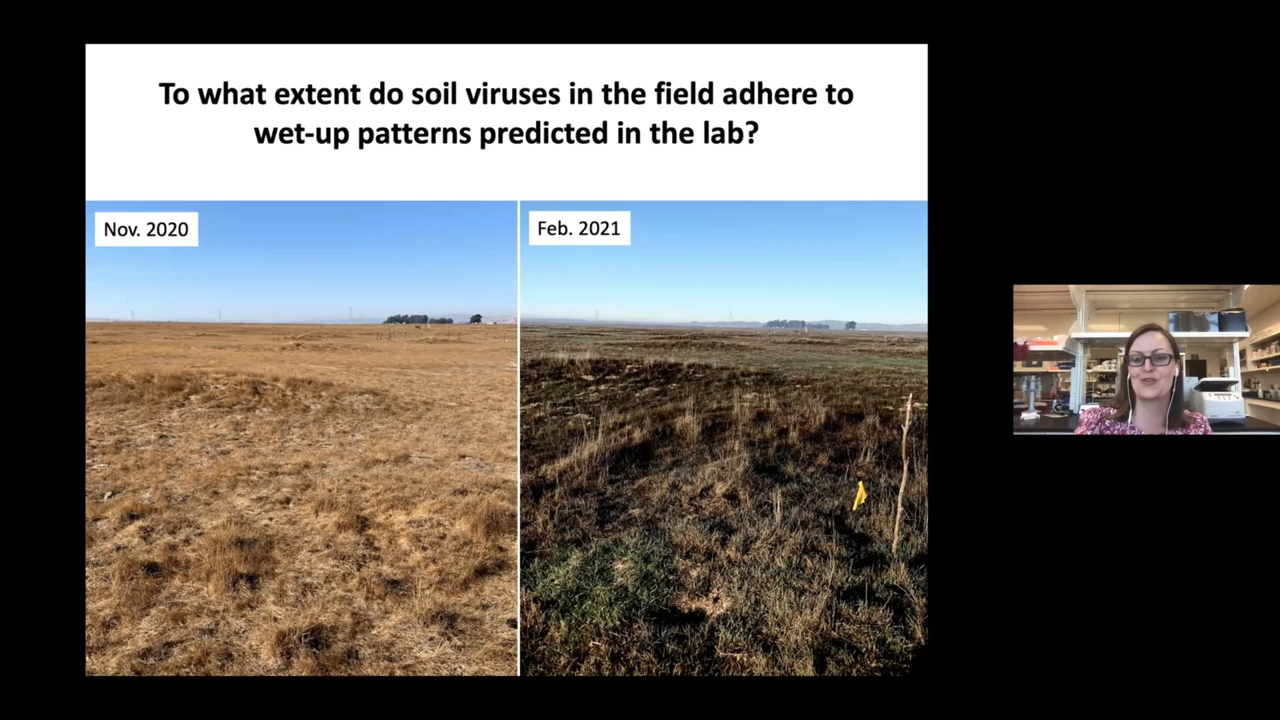 To what extent do soil viruses in the field adhere to
wet-up patterns predicted in the lab?
Nov. 2020
Feb. 2021